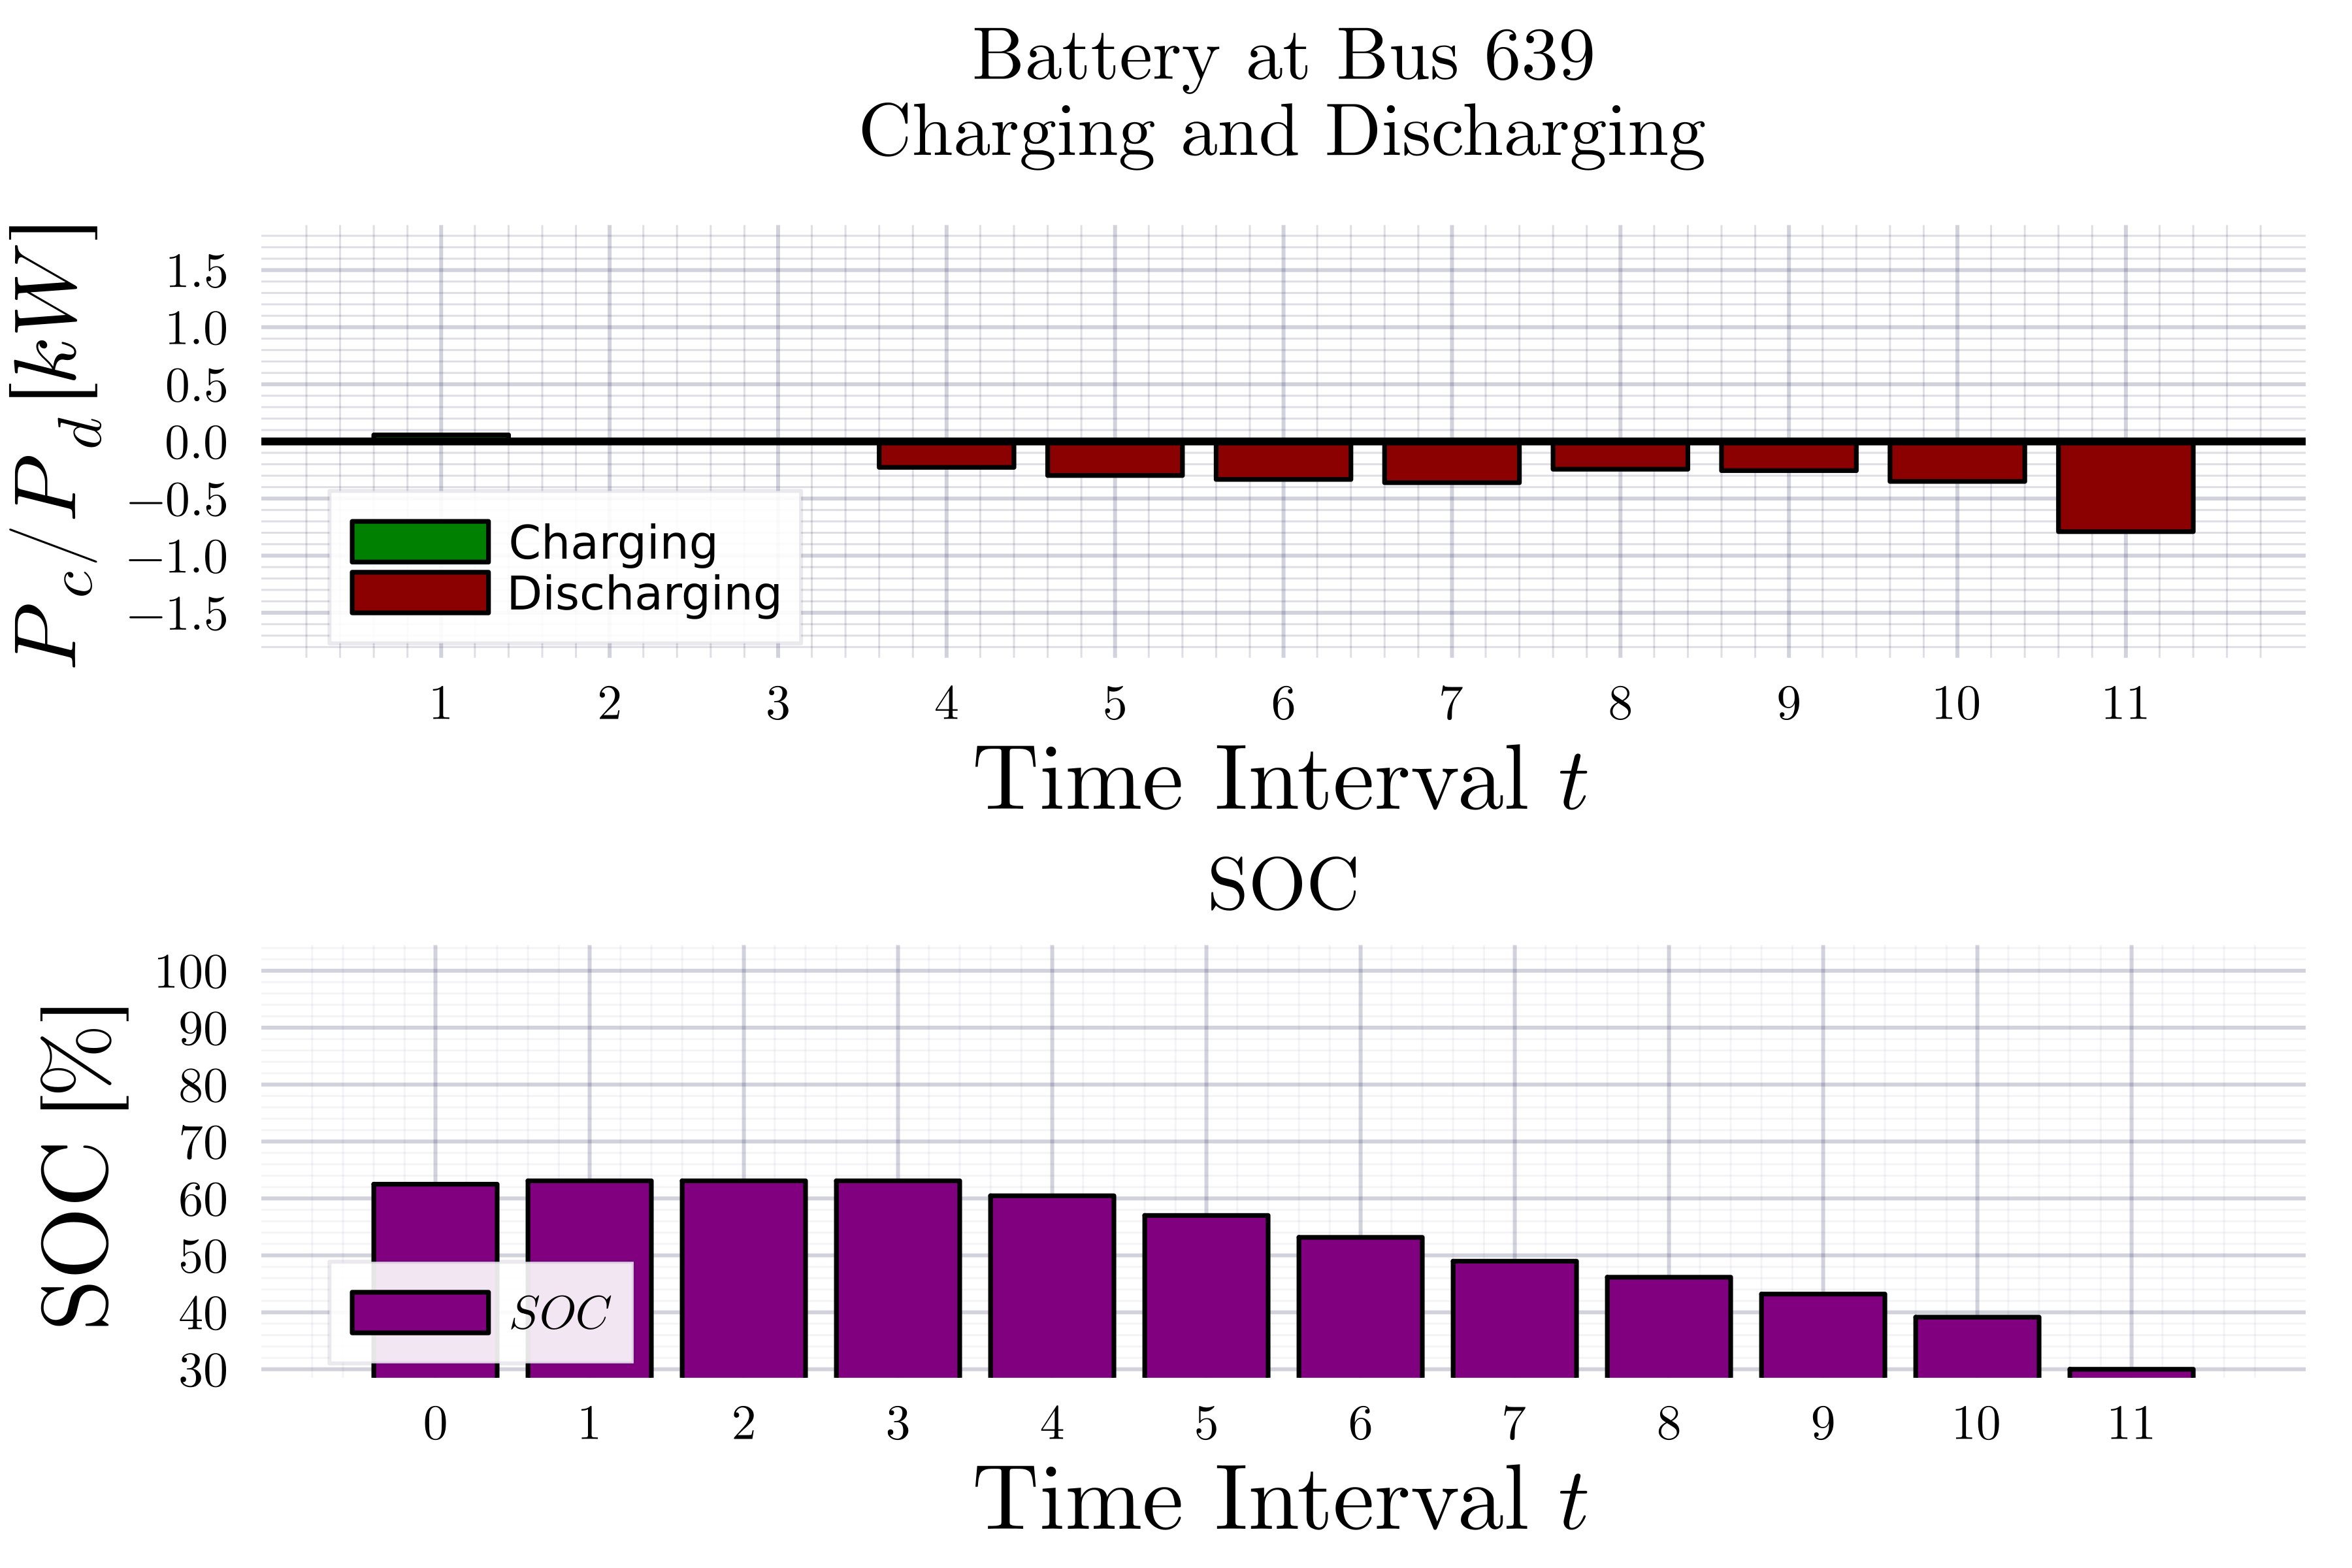 Battery at Bus 639
Charging and Discharging
P_c / P_d [kW]
1.5
1.0
0.5
0.0
−0.5
−1.0
−1.5
Charging
Discharging
1 2 3 4 5 6 7 8 9 10 11
Time Interval t
SOC
SOC [%]
100
90
80
70
60
50
40
30
SOC
0 1 2 3 4 5 6 7 8 9 10 11
Time Interval t